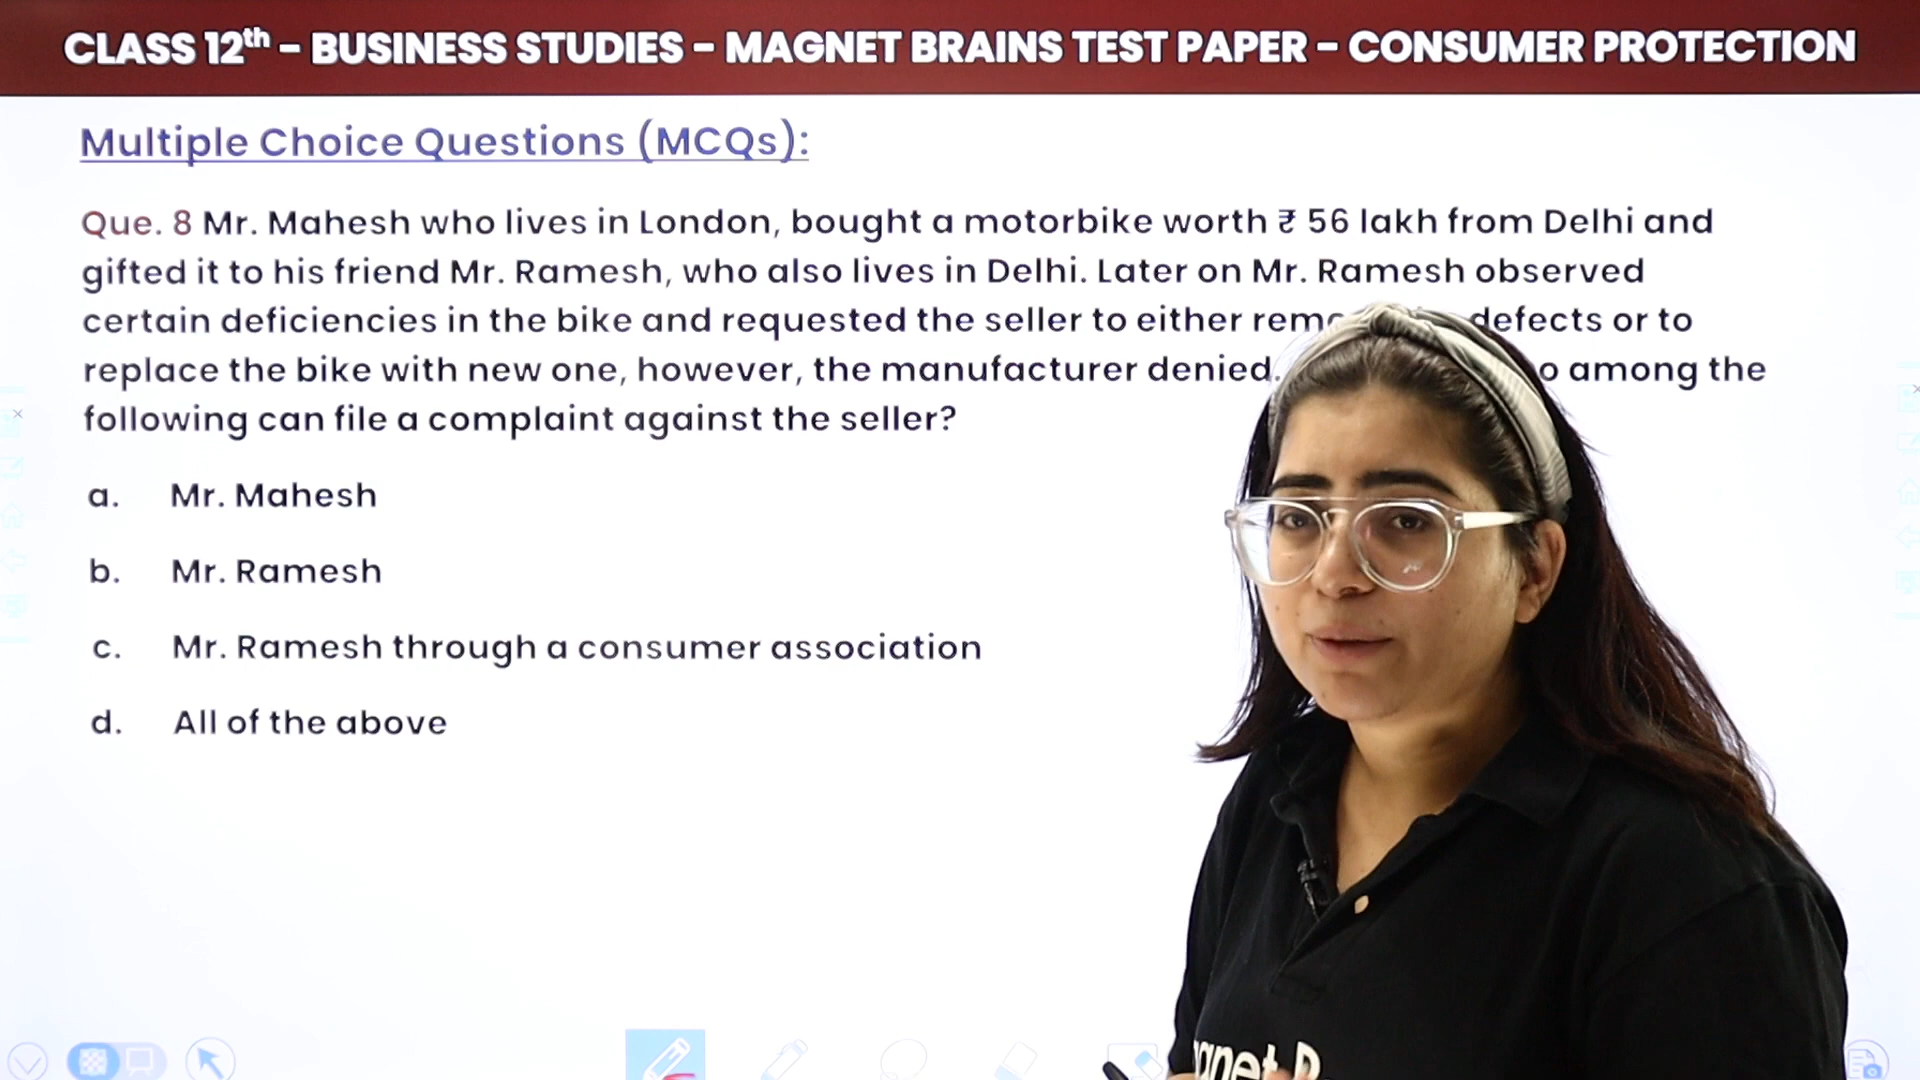 CLASS 12th – BUSINESS STUDIES – MAGNET BRAINS TEST PAPER – CONSUMER PROTECTION
Multiple Choice Questions (MCQs):
Que. 8 Mr. Mahesh who lives in London, bought a motorbike worth ₹ 56 lakh from Delhi and
gifted it to his friend Mr. Ramesh, who also lives in Delhi. Later on Mr. Ramesh observed
certain deficiencies in the bike and requested the seller to either defects or to
replace the bike with new one, however, the manufacturer denied. among the
following can file a complaint against the seller?
a. Mr. Mahesh
b. Mr. Ramesh
c. Mr. Ramesh through a consumer association
d. All of the above